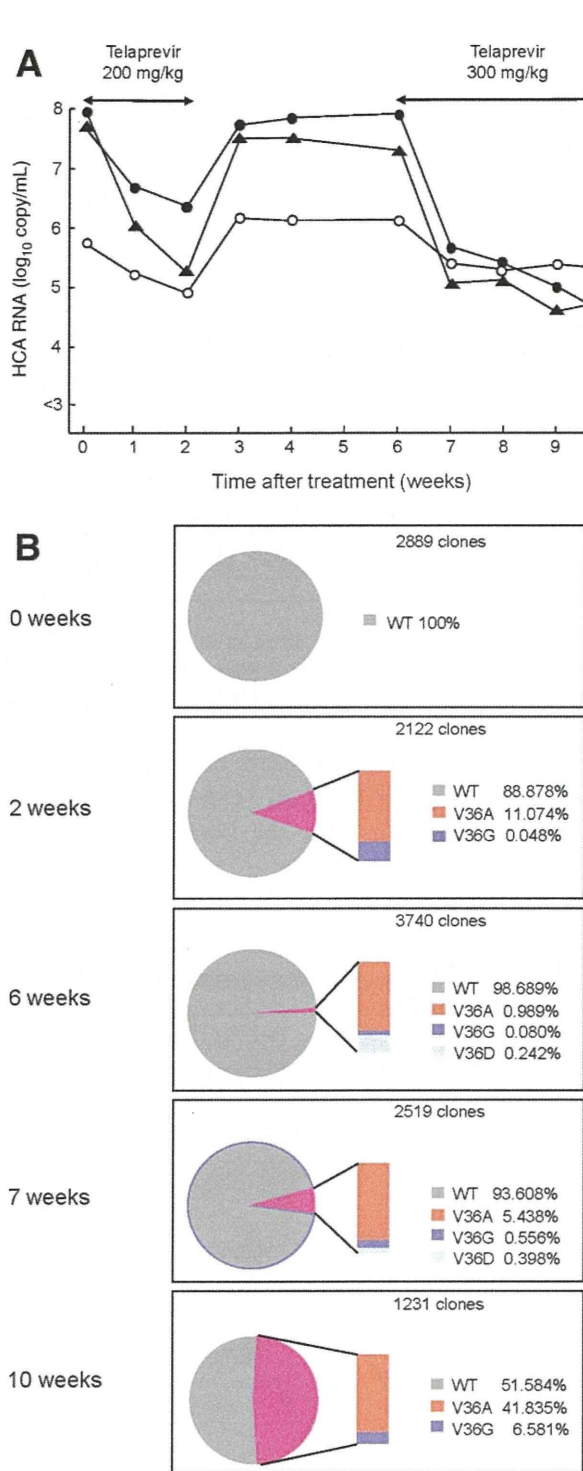 A
Telaprevir
200 mg/kg
Telaprevir
300 mg/kg
HCA RNA (log10 copy/mL)
8
7
6
5
4
<3
0 1 2 3 4 5 6 7 8 9
Time after treatment (weeks)
B
0 weeks
2889 clones
WT 100%
2 weeks
2122 clones
WT 88.878%
V36A 11.074%
V36G 0.048%
6 weeks
3740 clones
WT 98.689%
V36A 0.989%
V36G 0.080%
V36D 0.242%
7 weeks
2519 clones
WT 93.608%
V36A 5.438%
V36G 0.556%
V36D 0.398%
10 weeks
1231 clones
WT 51.584%
V36A 41.835%
V36G 6.581%